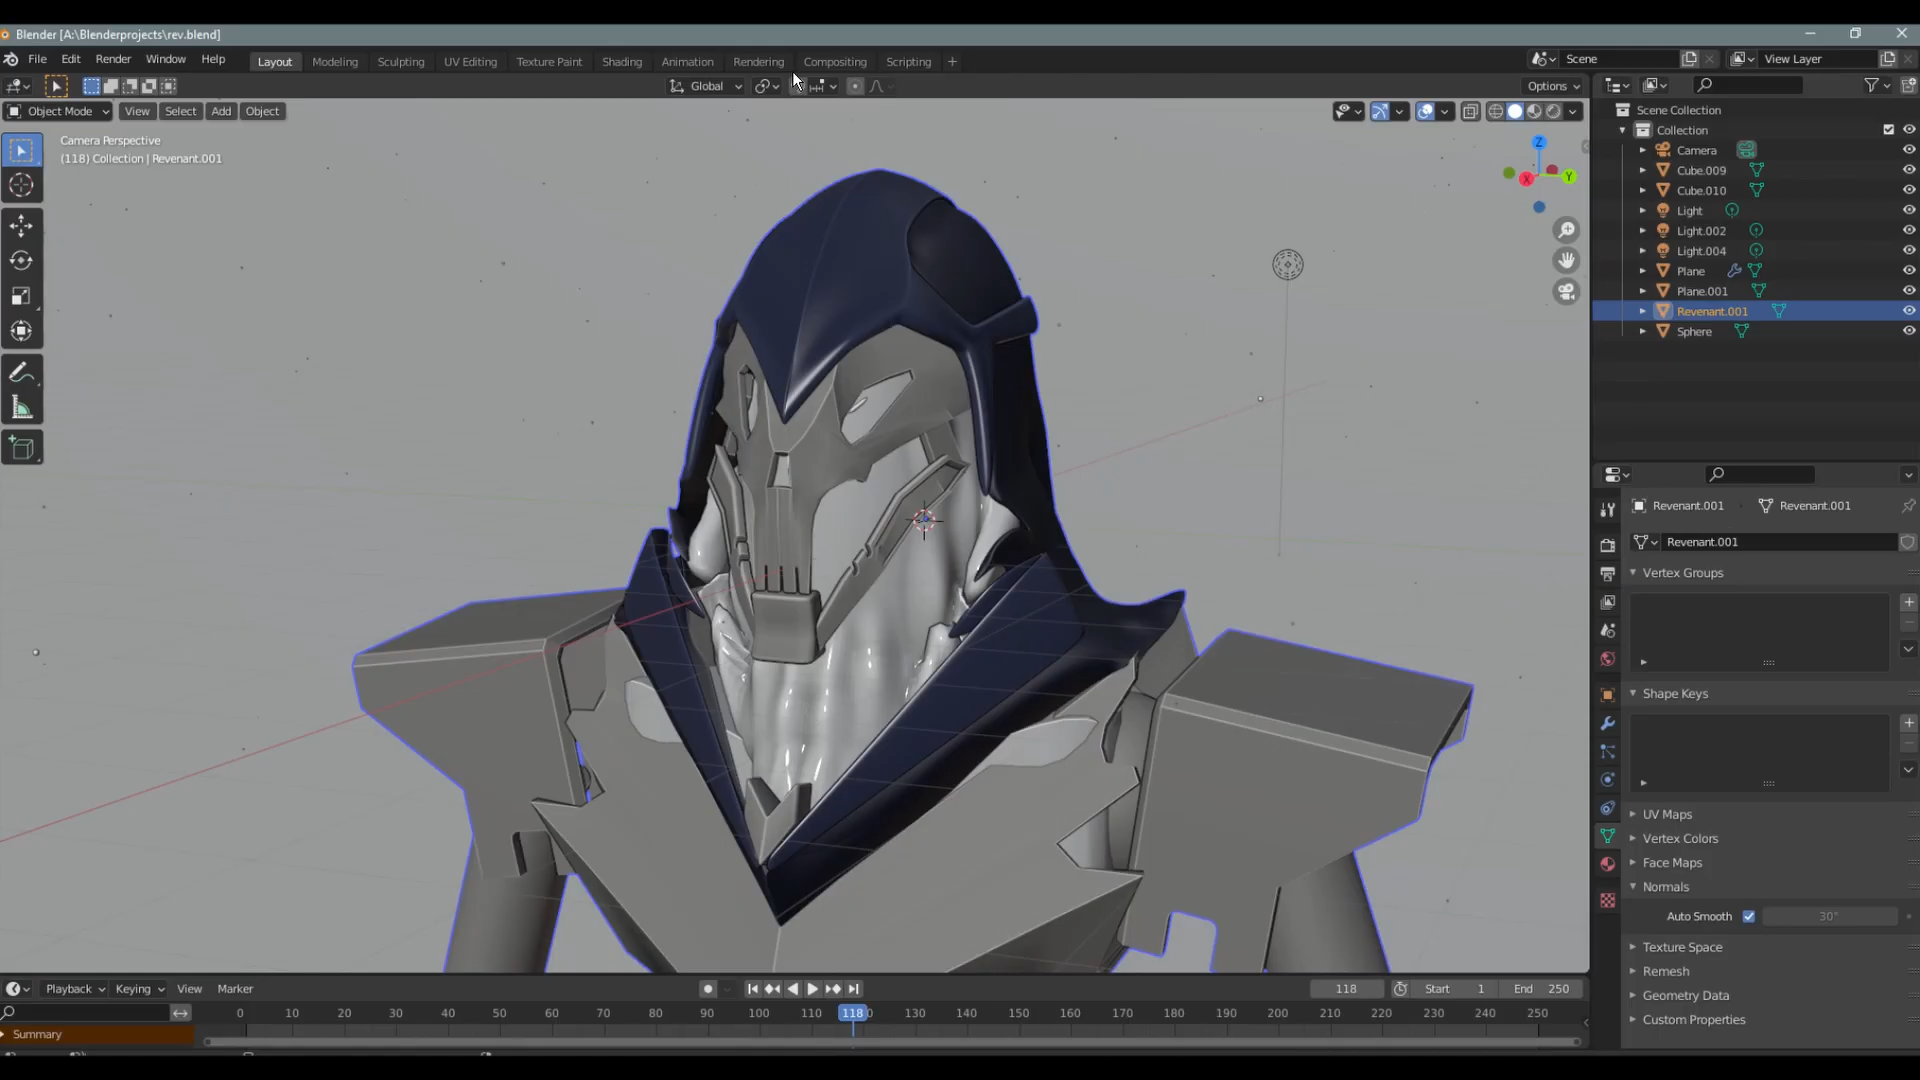 Blender [A:\Blenderprojects\rev.blend]
File Edit Render Window Help Layout Modeling Sculpting UV Editing Texture Paint Shading Animation Rendering Compositing Scripting + Scene View Layer
Global Options
Object Mode View Select Add Object
Camera Perspective
(118) Collection | Revenant.001
Z
X
Y
Scene Collection
Collection
Camera
Cube.009
Cube.010
Light
Light.002
Light.004
Plane
Plane.001
Revenant.001
Sphere
Revenant.001 Revenant.001
Revenant.001
Vertex Groups
Shape Keys
UV Maps
Vertex Colors
Face Maps
Normals
Auto Smooth 30°
Texture Space
Remesh
Geometry Data
Custom Properties
Playback Keying View Marker 118 Start 1 End 250
0 10 20 30 40 50 60 70 80 90 100 110 118 130 140 150 160 170 180 190 200 210 220 230 240 250
Summary